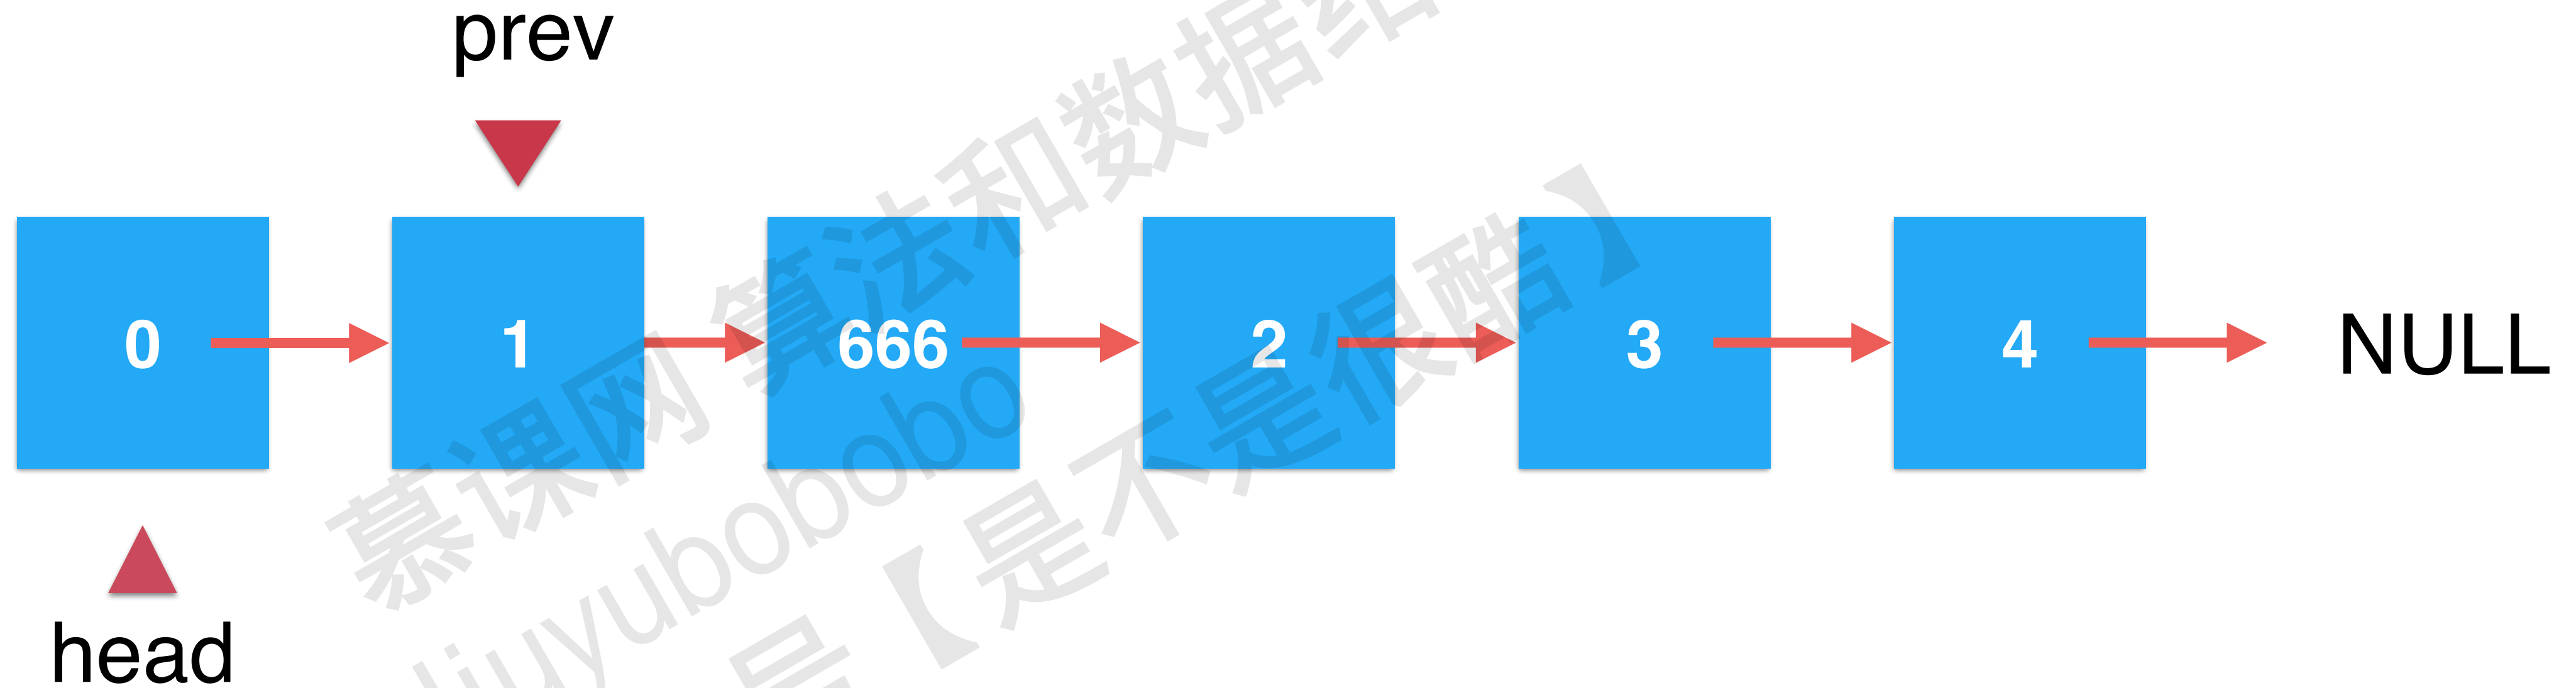 prev
0 1 666 2 3 4 NULL
head
慕课网 算法和数据结
liuyubobobo
号【是不是很酷】